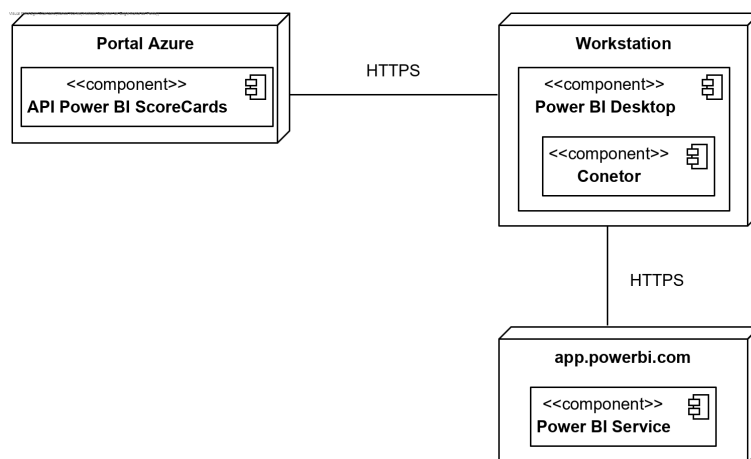 Portal Azure
<<component>>
API Power BI ScoreCards
HTTPS
Workstation
<<component>>
Power BI Desktop
<<component>>
Conetor
HTTPS
app.powerbi.com
<<component>>
Power BI Service